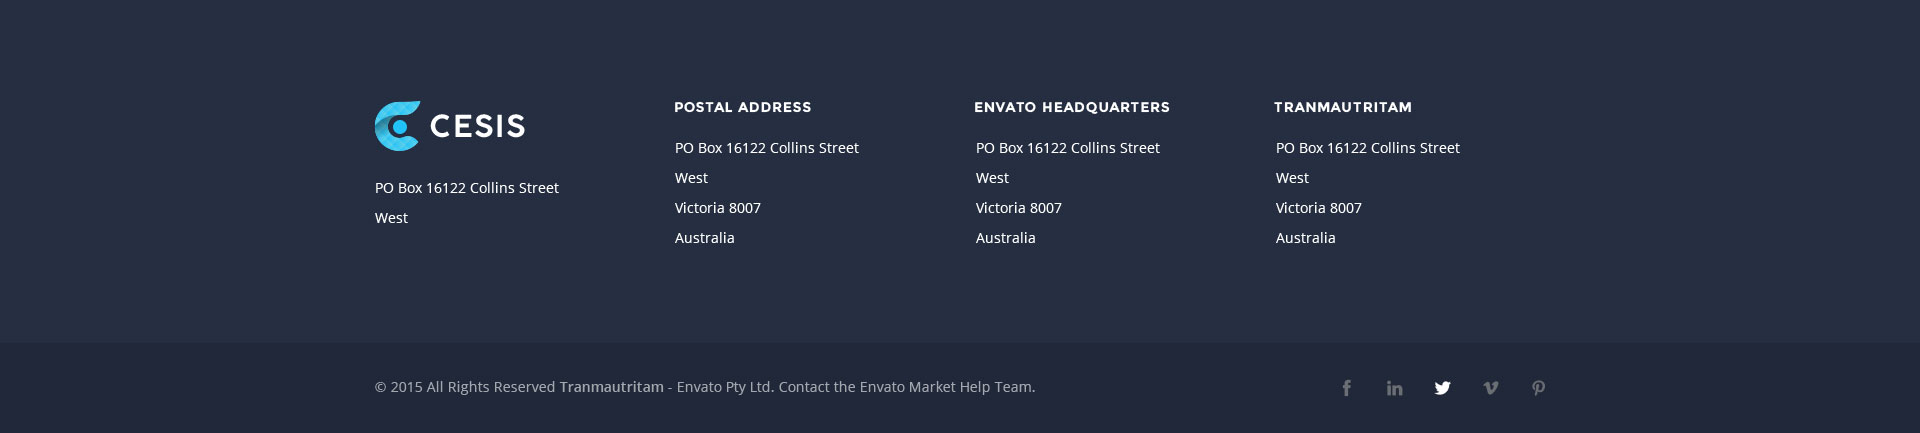 CESIS
PO Box 16122 Collins Street
West
POSTAL ADDRESS
PO Box 16122 Collins Street
West
Victoria 8007
Australia
ENVATO HEADQUARTERS
PO Box 16122 Collins Street
West
Victoria 8007
Australia
TRANMAUTRITAM
PO Box 16122 Collins Street
West
Victoria 8007
Australia
© 2015 All Rights Reserved Tranmautritam - Envato Pty Ltd. Contact the Envato Market Help Team.